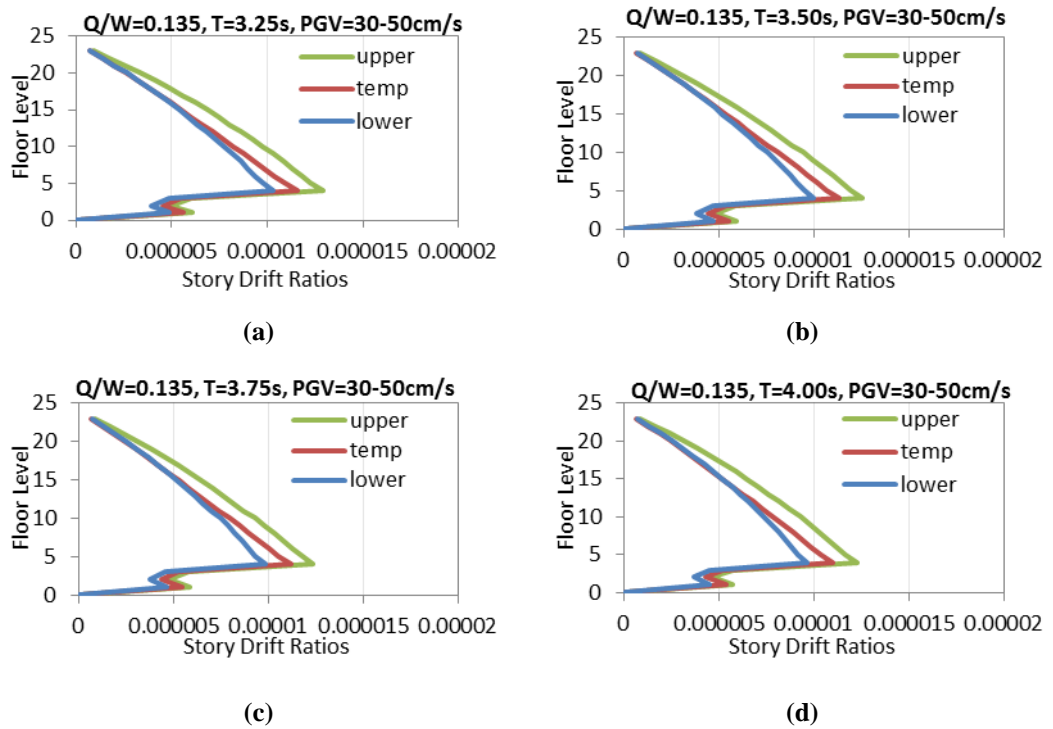 Q/W=0.135, T=3.25s, PGV=30-50cm/s
25
20
15
10
5
0
Floor Level
upper
temp
lower
0 0.000005 0.00001 0.000015 0.00002
Story Drift Ratios
(a)
Q/W=0.135, T=3.50s, PGV=30-50cm/s
25
20
15
10
5
0
Floor Level
upper
temp
lower
0 0.000005 0.00001 0.000015 0.00002
Story Drift Ratios
(b)
Q/W=0.135, T=3.75s, PGV=30-50cm/s
25
20
15
10
5
0
Floor Level
upper
temp
lower
0 0.000005 0.00001 0.000015 0.00002
Story Drift Ratios
(c)
Q/W=0.135, T=4.00s, PGV=30-50cm/s
25
20
15
10
5
0
Floor Level
upper
temp
lower
0 0.000005 0.00001 0.000015 0.00002
Story Drift Ratios
(d)